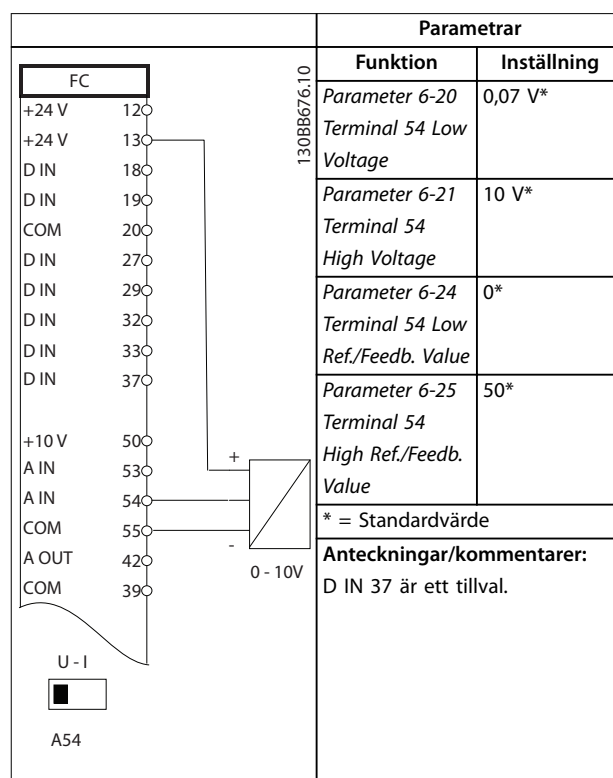 FC
+24 V 12
+24 V 13
D IN 18
D IN 19
COM 20
D IN 27
D IN 29
D IN 32
D IN 33
D IN 37
+10 V 50
A IN 53
A IN 54
COM 55
A OUT 42
COM 39
+
-
0 - 10V
U - I
A54
130BB676.10
Parametrar
Funktion Inställning
Parameter 6-20 0,07 V*
Terminal 54 Low
Voltage
Parameter 6-21 10 V*
Terminal 54
High Voltage
Parameter 6-24 0*
Terminal 54 Low
Ref./Feedb. Value
Parameter 6-25 50*
Terminal 54
High Ref./Feedb.
Value
* = Standardvärde
Anteckningar/kommentarer:
D IN 37 är ett tillval.